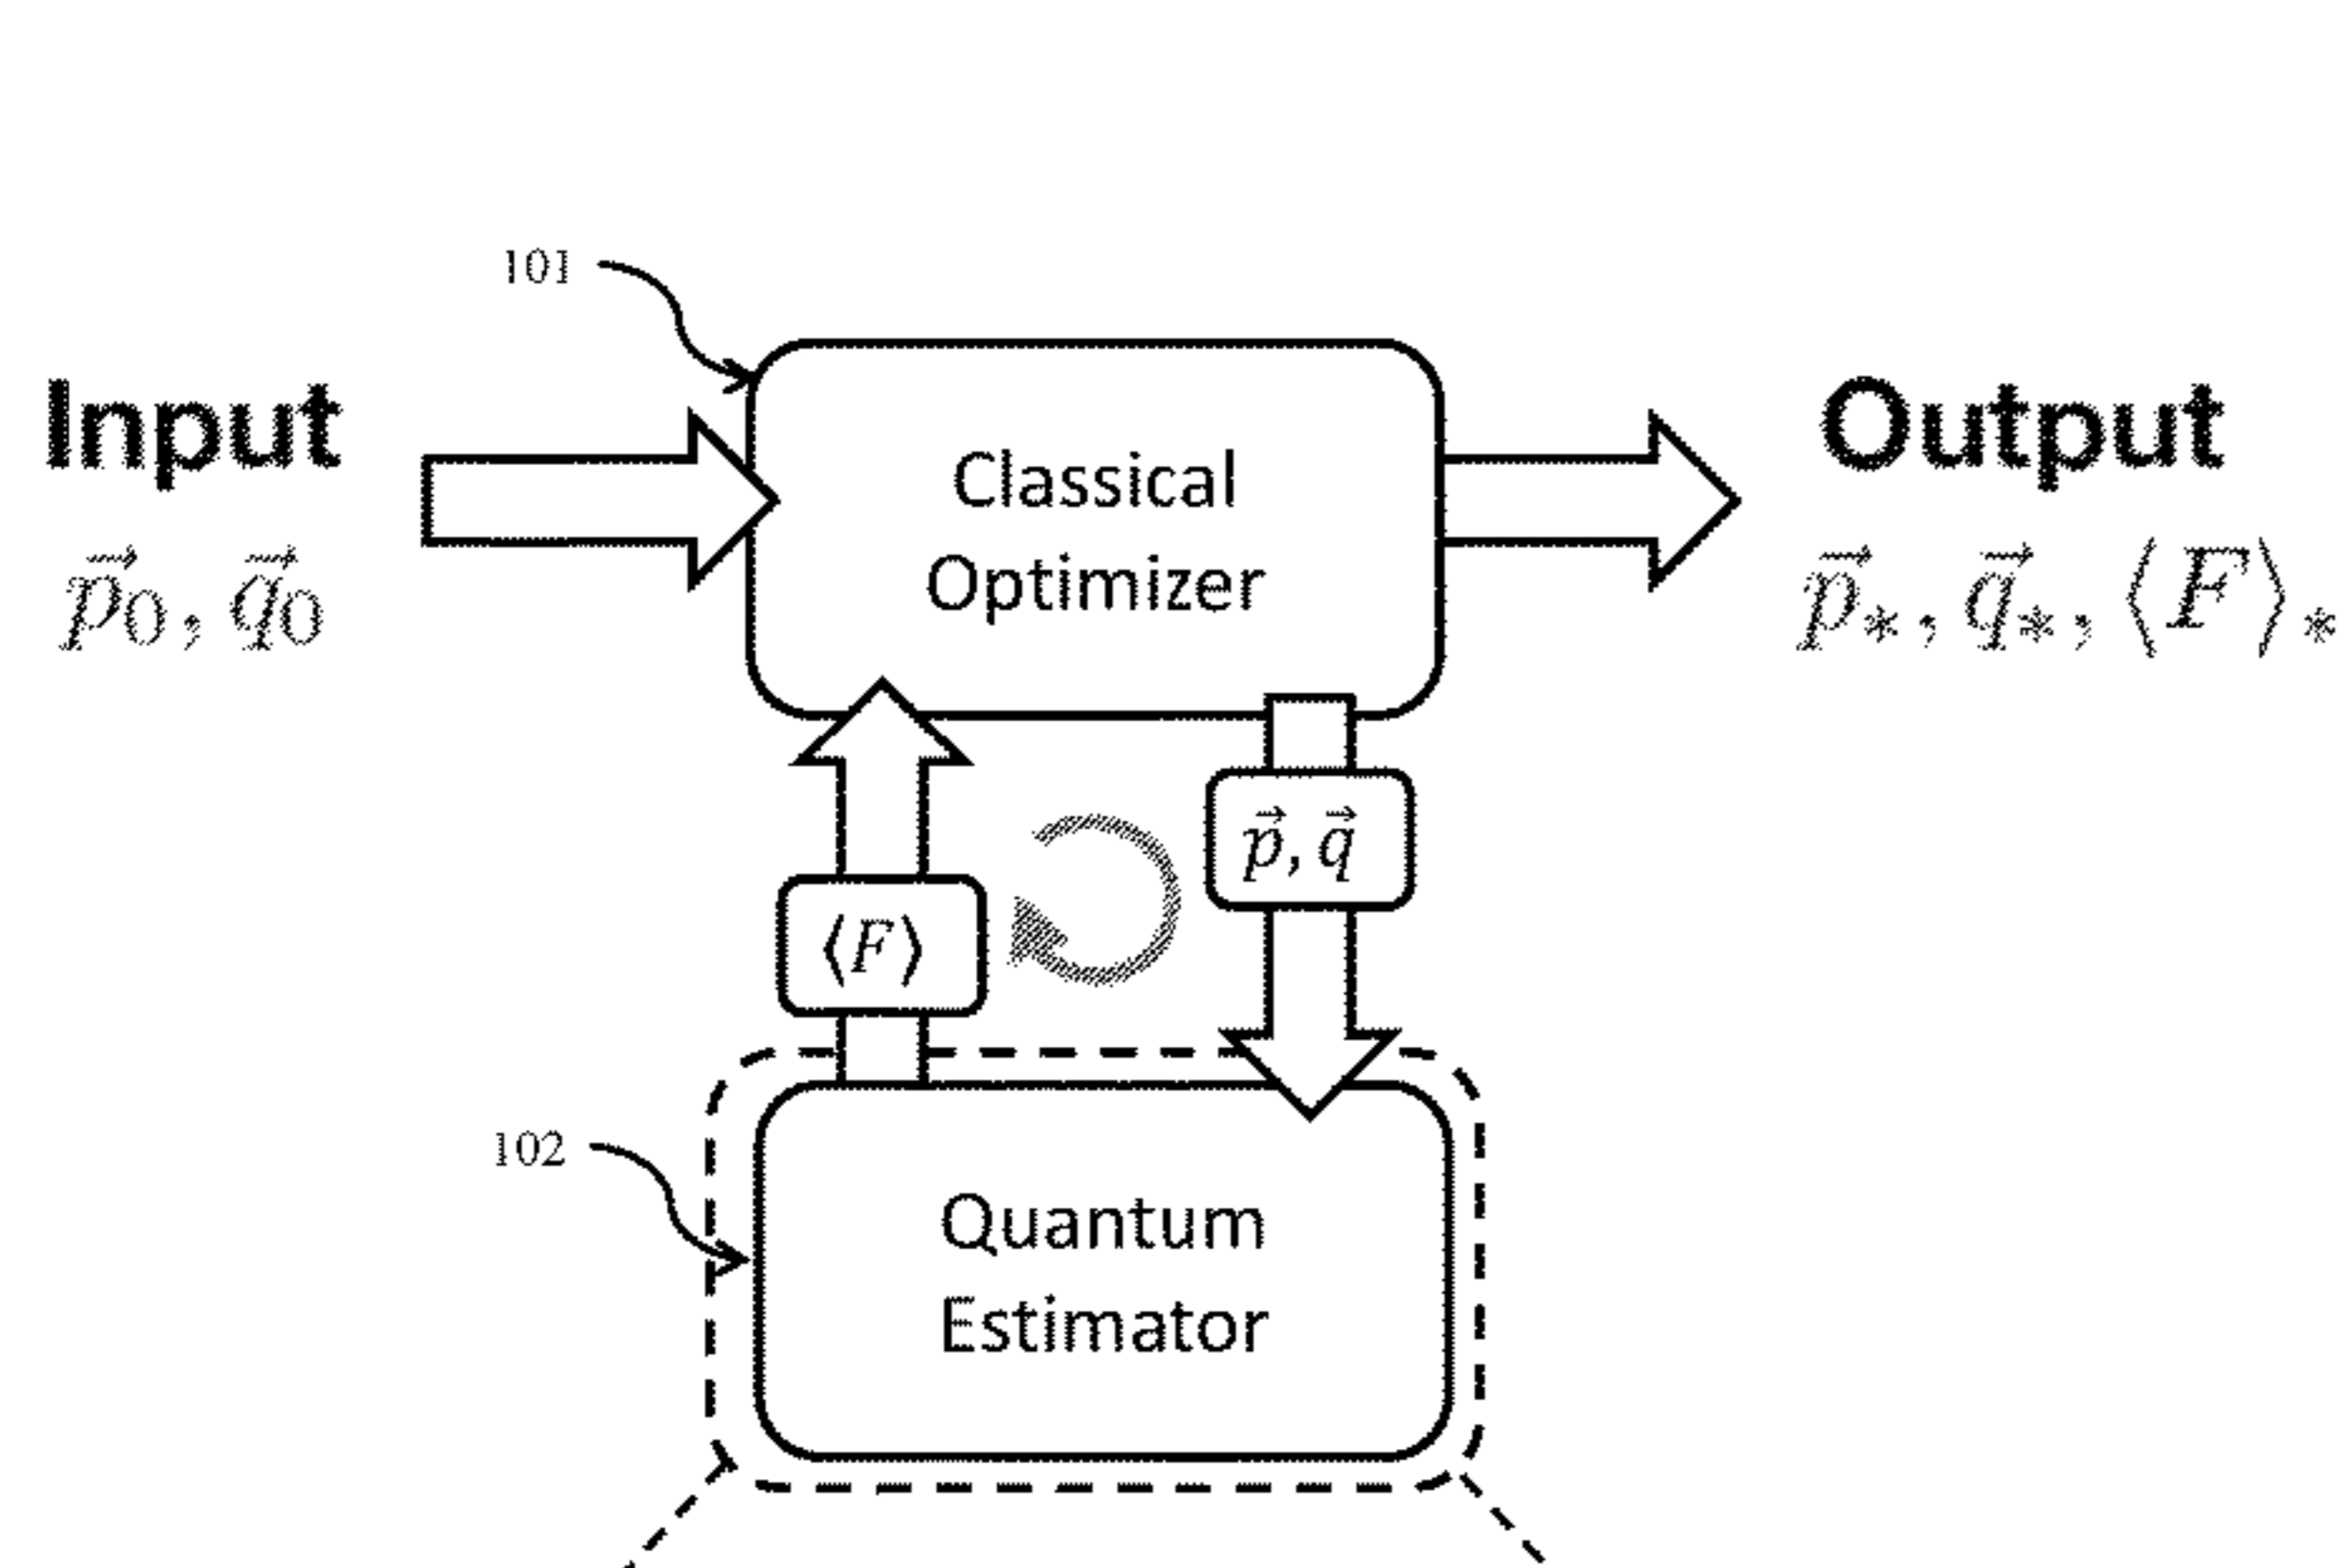 101
Input
p⃗₀, q⃗₀
Classical
Optimizer
Output
p⃗*, q⃗*, ⟨F⟩*
p⃗, q⃗
⟨F⟩
102
Quantum
Estimator